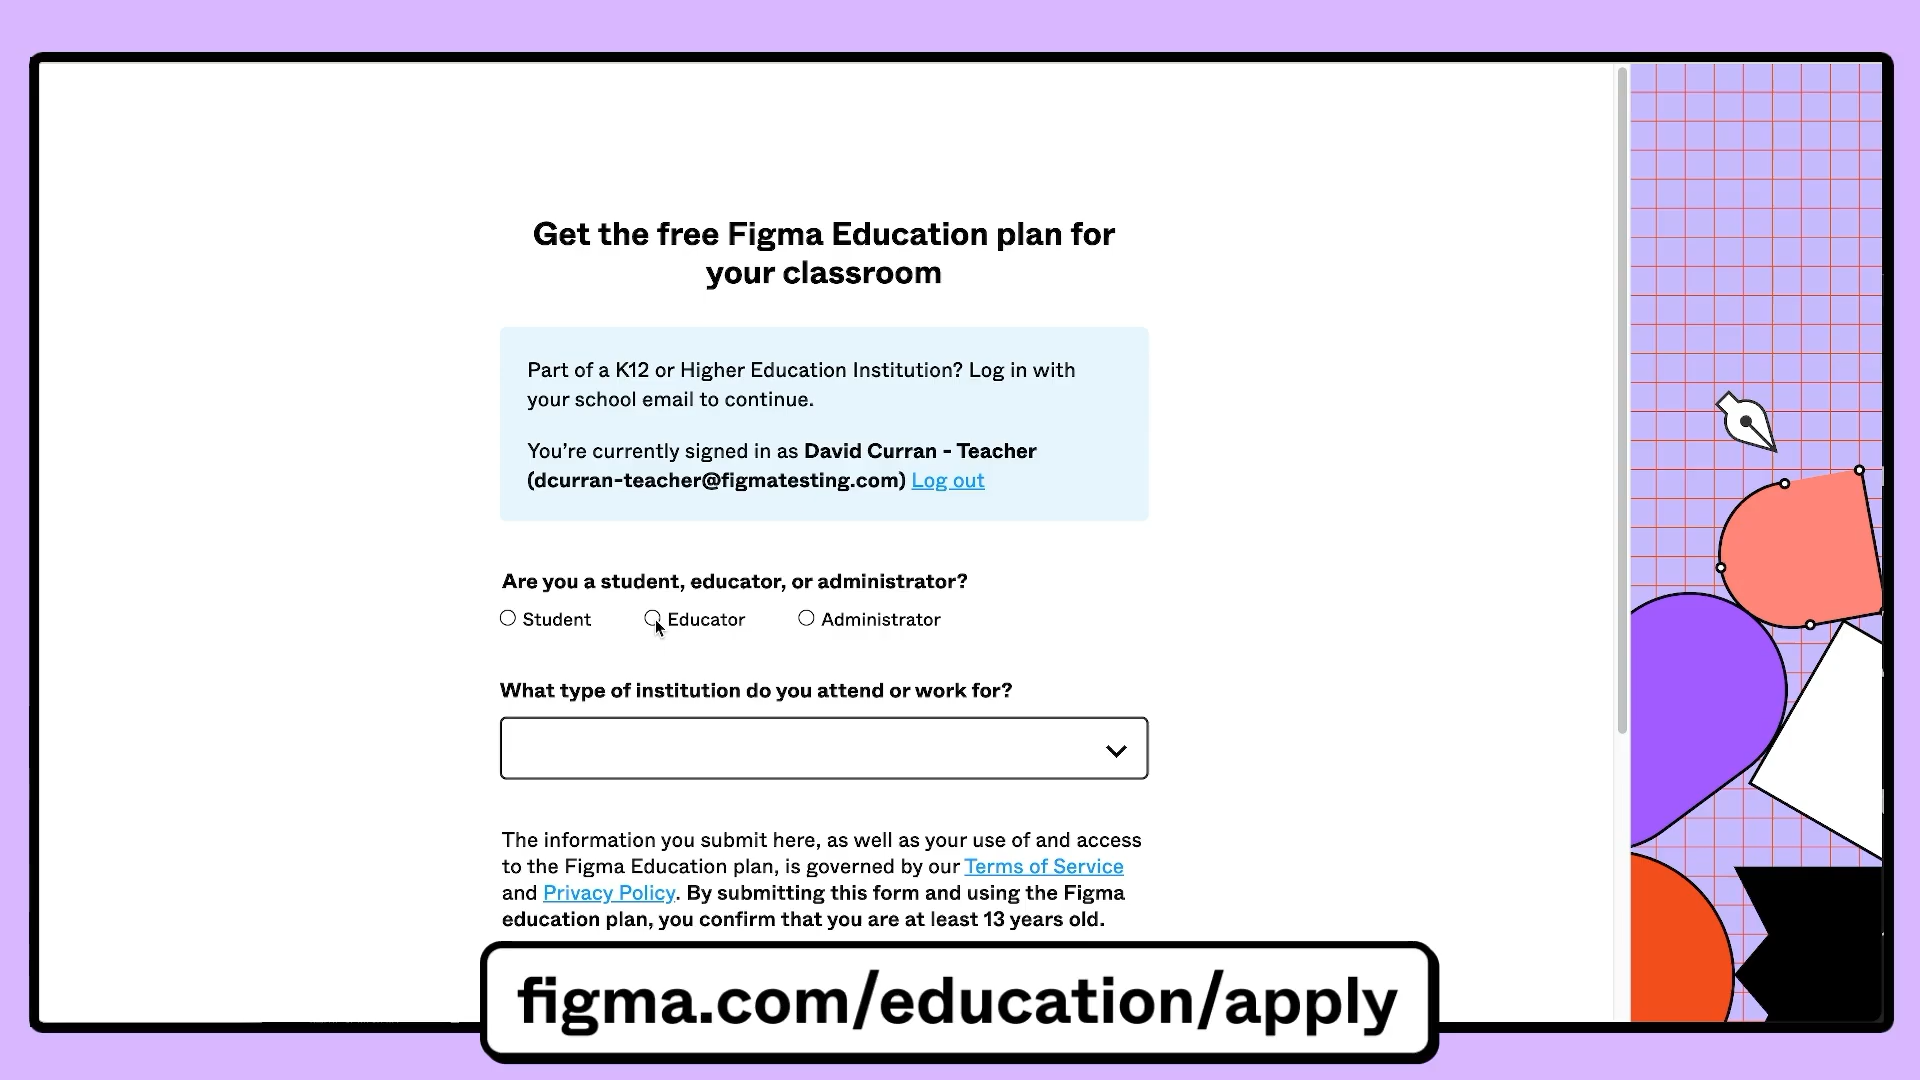 Get the free Figma Education plan for
your classroom
Part of a K12 or Higher Education Institution? Log in with
your school email to continue.
You’re currently signed in as David Curran - Teacher
(dcurran-teacher@figmatesting.com) Log out
Are you a student, educator, or administrator?
Student Educator Administrator
What type of institution do you attend or work for?
The information you submit here, as well as your use of and access
to the Figma Education plan, is governed by our Terms of Service
and Privacy Policy. By submitting this form and using the Figma
education plan, you confirm that you are at least 13 years old.
figma.com/education/apply